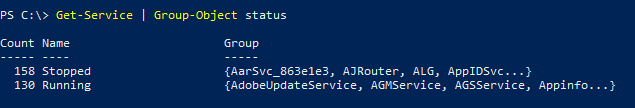 PS C:\> Get-Service | Group-Object status
Count Name Group
----- ---- -----
158 Stopped {AarSvc_863e1e3, AJRouter, ALG, AppIDSvc...}
130 Running {AdobeUpdateService, AGMService, AGSService, Appinfo...}